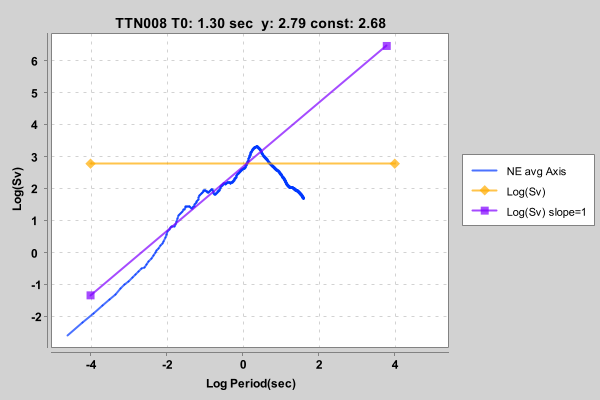 TTN008 T0: 1.30 sec  y: 2.79 const: 2.68
6
5
4
3
2
1
0
-1
-2
Log(Sv)
-4 -2 0 2 4
Log Period(sec)
NE avg Axis
Log(Sv)
Log(Sv) slope=1